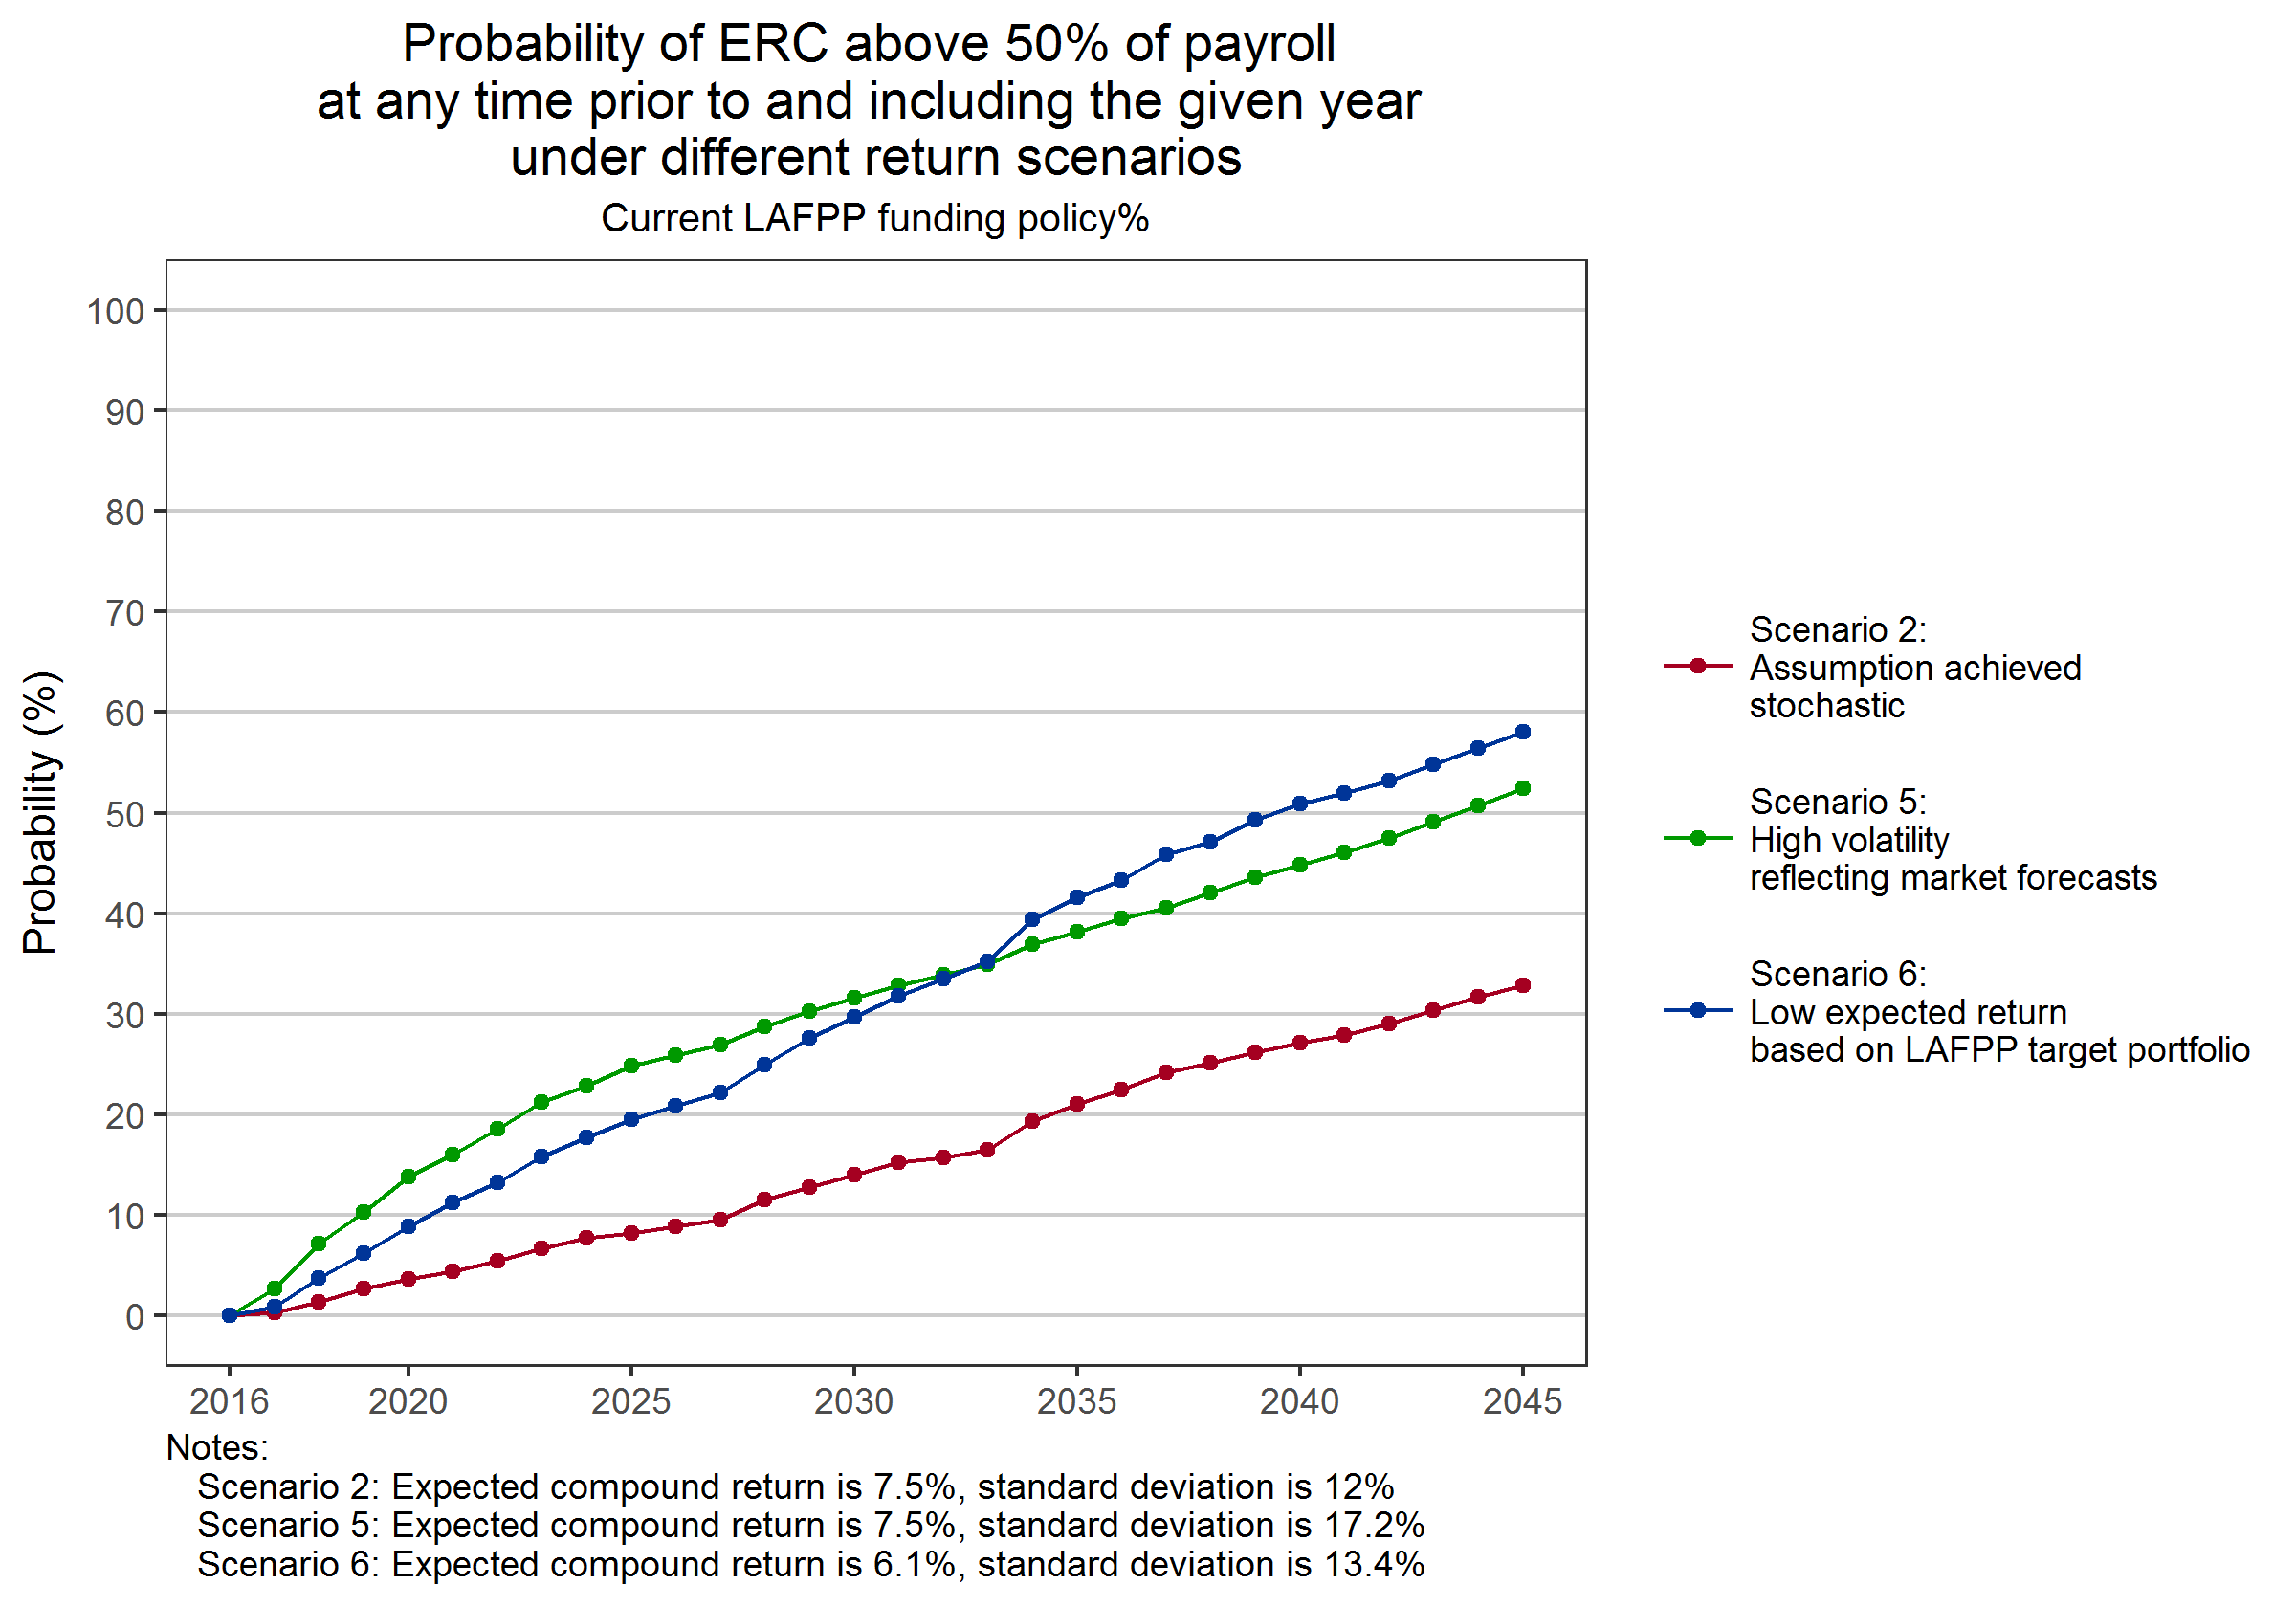 Probability of ERC above 50% of payroll
at any time prior to and including the given year
under different return scenarios
Current LAFPP funding policy%
Probability (%)
100
90
80
70
60
50
40
30
20
10
0
2016 2020 2025 2030 2035 2040 2045
Scenario 2:
Assumption achieved
stochastic
Scenario 5:
High volatility
reflecting market forecasts
Scenario 6:
Low expected return
based on LAFPP target portfolio
Notes:
Scenario 2: Expected compound return is 7.5%, standard deviation is 12%
Scenario 5: Expected compound return is 7.5%, standard deviation is 17.2%
Scenario 6: Expected compound return is 6.1%, standard deviation is 13.4%